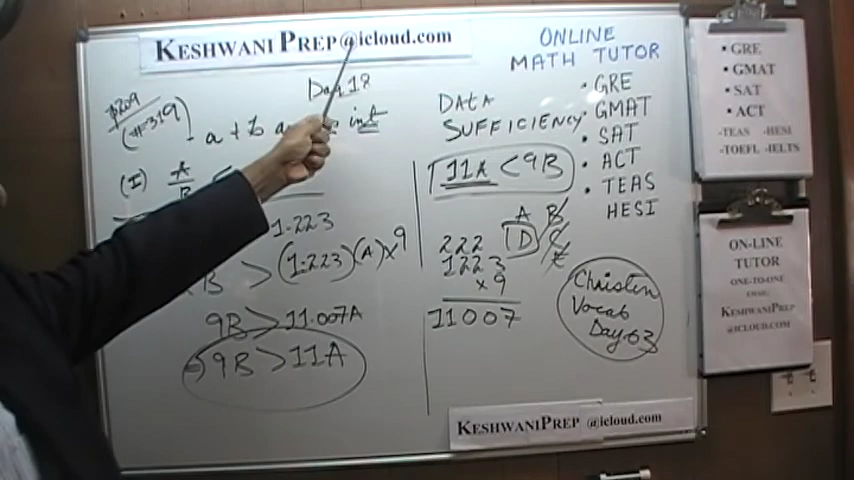 KESHWANI PREP @icloud.com
Day 18
(#319)
a + b a int
(I) A/B <
1.223
B > (1.223)(A)×9
9B > 11.007A
9B > 11A
DATA
SUFFICIENCY
11A < 9B
A B
D C
E
222
1223
×9
11007
ONLINE
MATH TUTOR
• GRE
• GMAT
• SAT
• ACT
• TEAS
HESI
Christen
Vocab
Day-63
KESHWANIPREP @icloud.com
• GRE
• GMAT
• SAT
• ACT
-TEAS -HESI
-TOEFL -IELTS
ON-LINE
TUTOR
ONE-TO-ONE
EMAIL:
KESHWANIPREP
@ICLOUD.COM